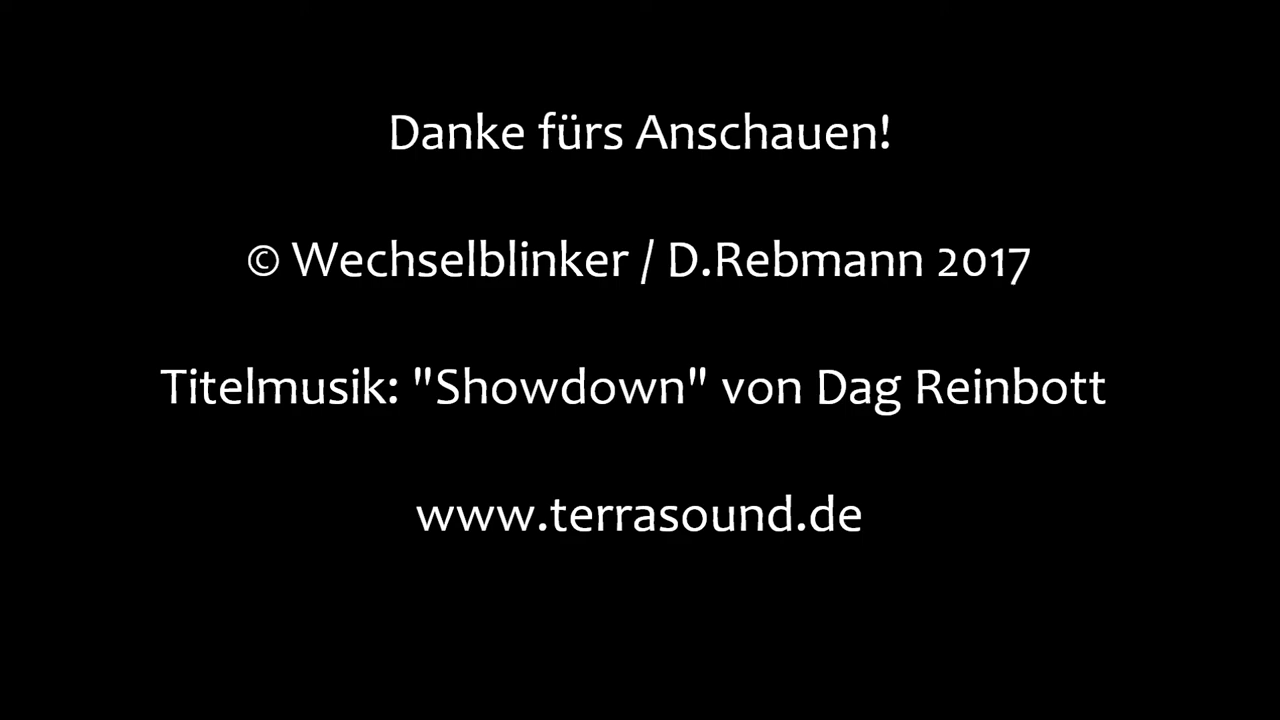 Danke fürs Anschauen!
© Wechselblinker / D.Rebmann 2017
Titelmusik: "Showdown" von Dag Reinbott
www.terrasound.de